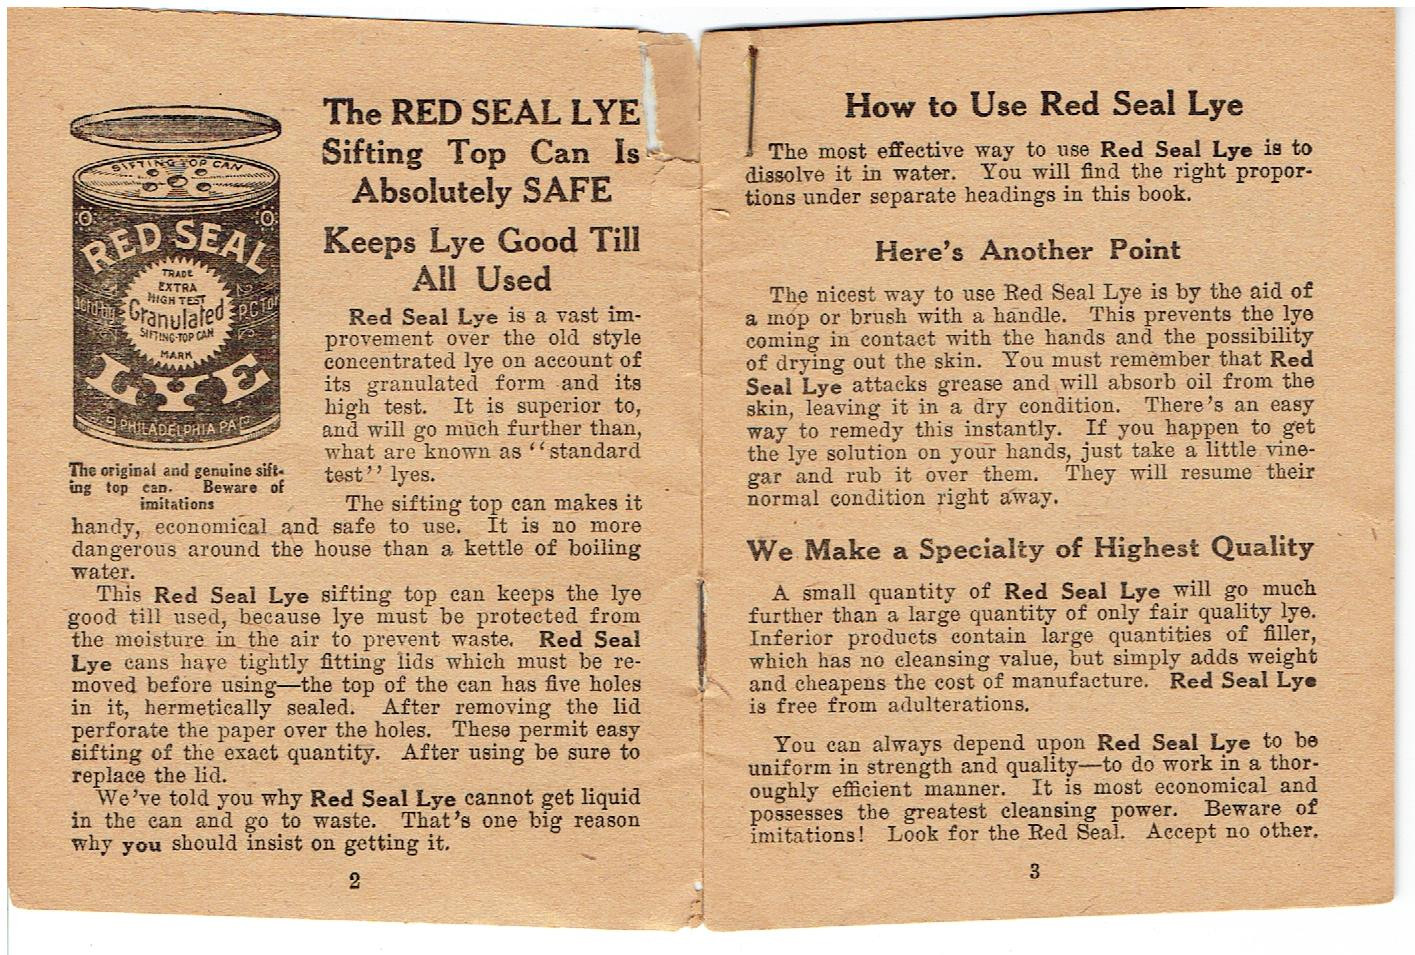 SIFTING-TOP CAN
RED SEAL
TRADE
EXTRA
HIGH TEST
Granulated
SIFTING-TOP CAN
MARK
LYE
PHILADELPHIA PA
The original and genuine sift-
ing top can. Beware of
imitations
The RED SEAL LYE
Sifting Top Can Is
Absolutely SAFE
Keeps Lye Good Till
All Used
Red Seal Lye is a vast im-
provement over the old style
concentrated lye on account of
its granulated form and its
high test. It is superior to,
and will go much further than,
what are known as “standard
test” lyes.
The sifting top can makes it
handy, economical and safe to use. It is no more
dangerous around the house than a kettle of boiling
water.
This Red Seal Lye sifting top can keeps the lye
good till used, because lye must be protected from
the moisture in the air to prevent waste. Red Seal
Lye cans have tightly fitting lids which must be re-
moved before using—the top of the can has five holes
in it, hermetically sealed. After removing the lid
perforate the paper over the holes. These permit easy
sifting of the exact quantity. After using be sure to
replace the lid.
We've told you why Red Seal Lye cannot get liquid
in the can and go to waste. That's one big reason
why you should insist on getting it.
2
How to Use Red Seal Lye
The most effective way to use Red Seal Lye is to
dissolve it in water. You will find the right propor-
tions under separate headings in this book.
Here's Another Point
The nicest way to use Red Seal Lye is by the aid of
a mop or brush with a handle. This prevents the lye
coming in contact with the hands and the possibility
of drying out the skin. You must remember that Red
Seal Lye attacks grease and will absorb oil from the
skin, leaving it in a dry condition. There's an easy
way to remedy this instantly. If you happen to get
the lye solution on your hands, just take a little vine-
gar and rub it over them. They will resume their
normal condition right away.
We Make a Specialty of Highest Quality
A small quantity of Red Seal Lye will go much
further than a large quantity of only fair quality lye.
Inferior products contain large quantities of filler,
which has no cleansing value, but simply adds weight
and cheapens the cost of manufacture. Red Seal Lye
is free from adulterations.
You can always depend upon Red Seal Lye to be
uniform in strength and quality—to do work in a thor-
oughly efficient manner. It is most economical and
possesses the greatest cleansing power. Beware of
imitations! Look for the Red Seal. Accept no other.
3